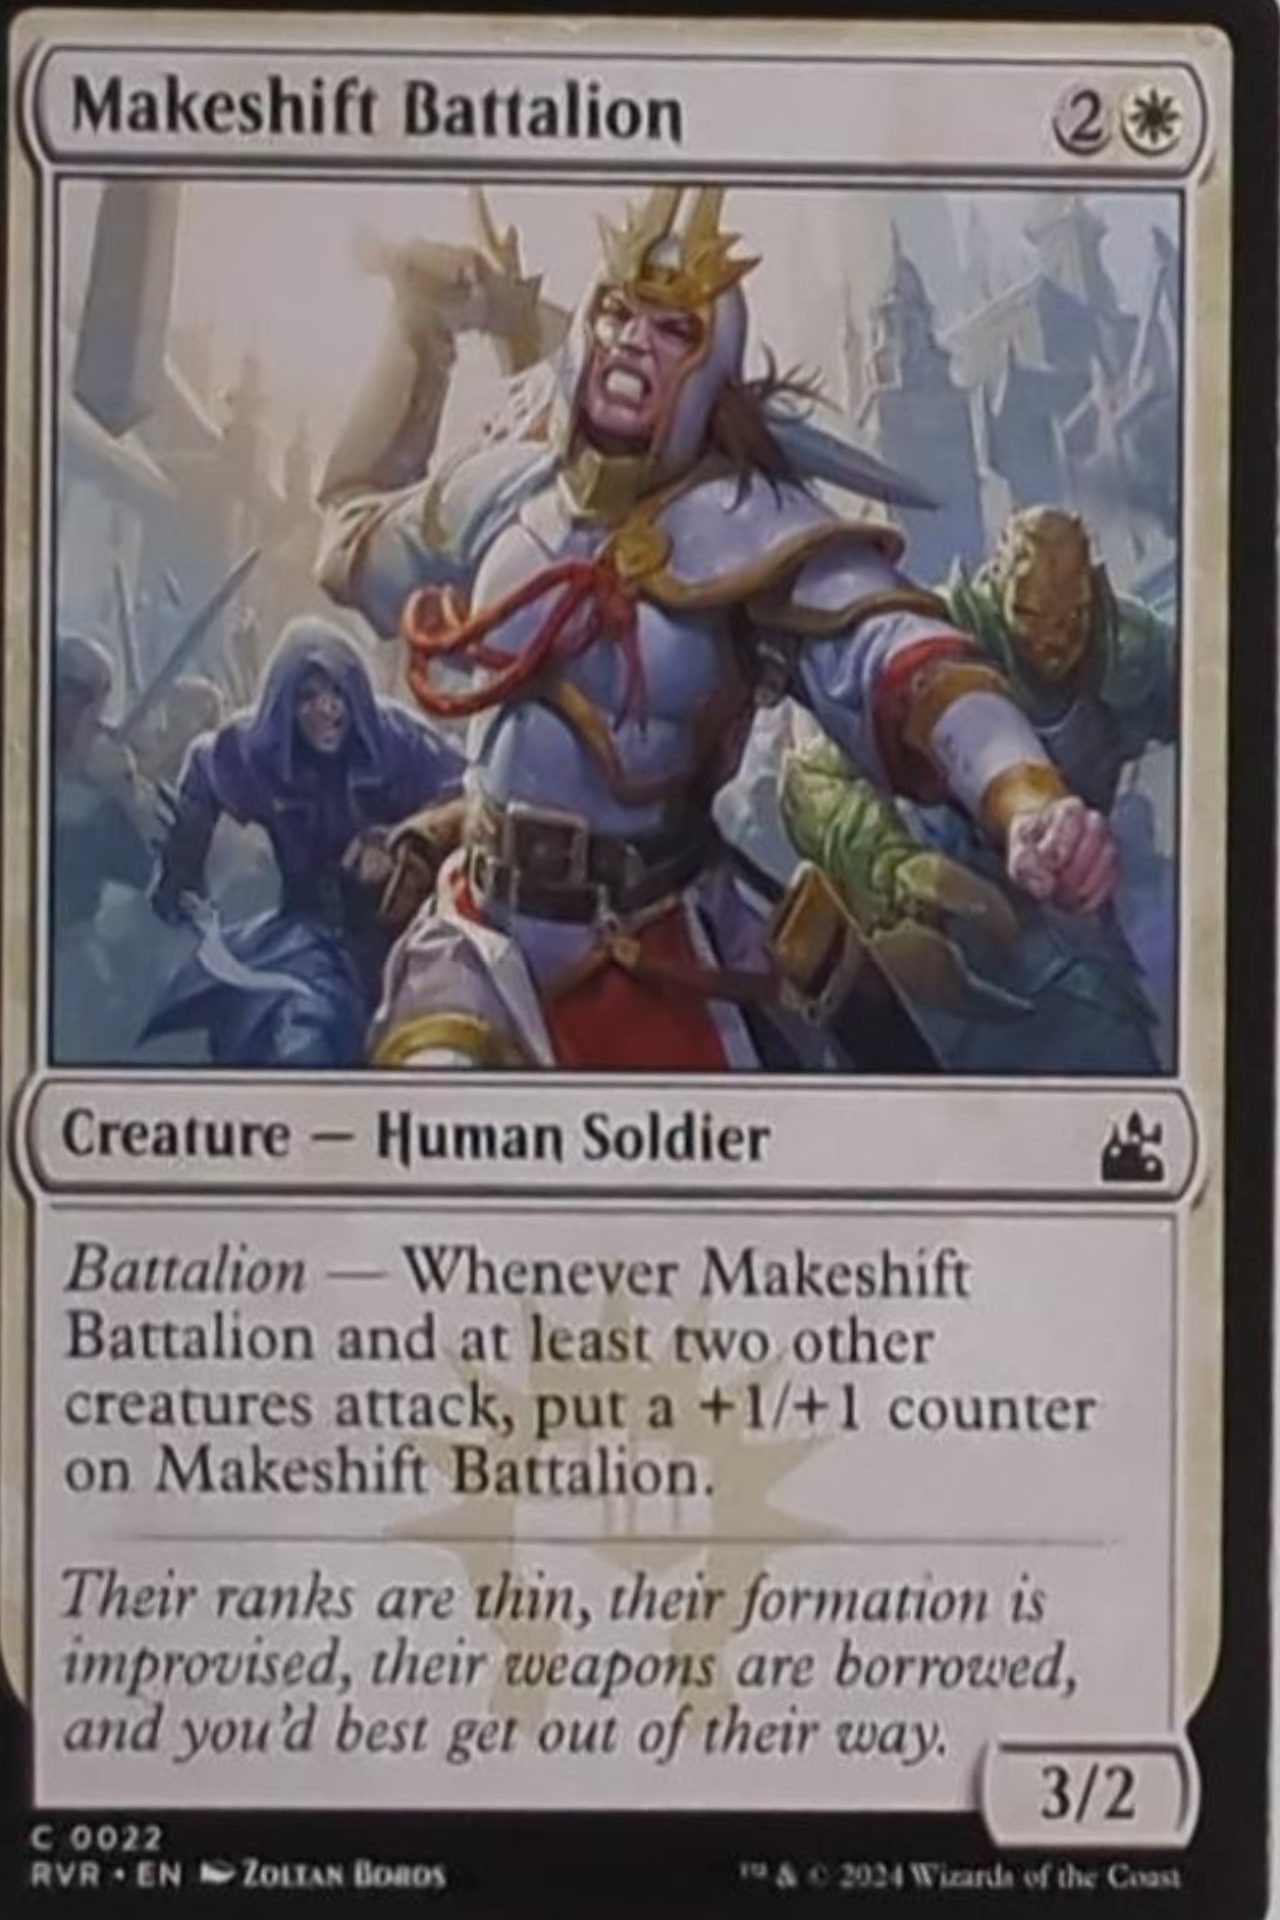 Makeshift Battalion 2
Creature — Human Soldier
Battalion — Whenever Makeshift
Battalion and at least two other
creatures attack, put a +1/+1 counter
on Makeshift Battalion.
Their ranks are thin, their formation is
improvised, their weapons are borrowed,
and you'd best get out of their way.
3/2
C 0022
RVR • EN Zoltan Boros
™ & © 2024 Wizards of the Coast